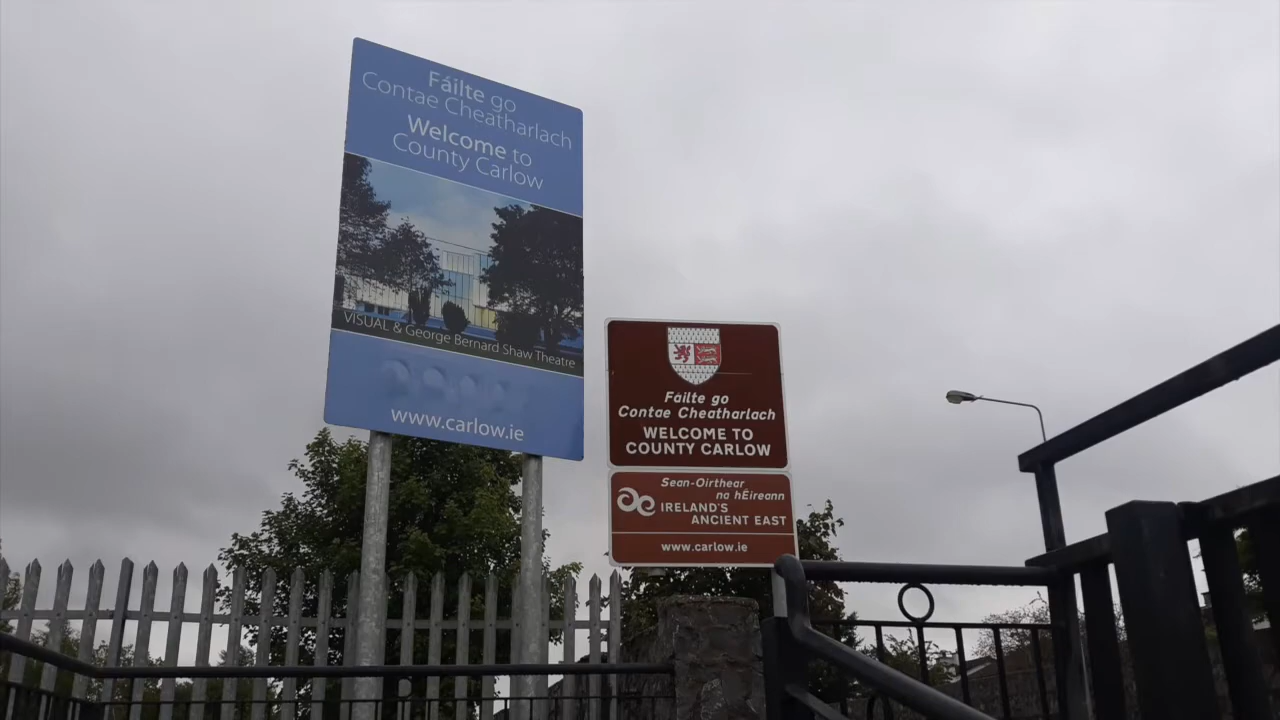 Fáilte go
Contae Cheatharlach
Welcome to
County Carlow
VISUAL & George Bernard Shaw Theatre
www.carlow.ie
Fáilte go
Contae Cheatharlach
WELCOME TO
COUNTY CARLOW
Sean-Oirthear
na hÉireann
IRELAND'S
ANCIENT EAST
www.carlow.ie